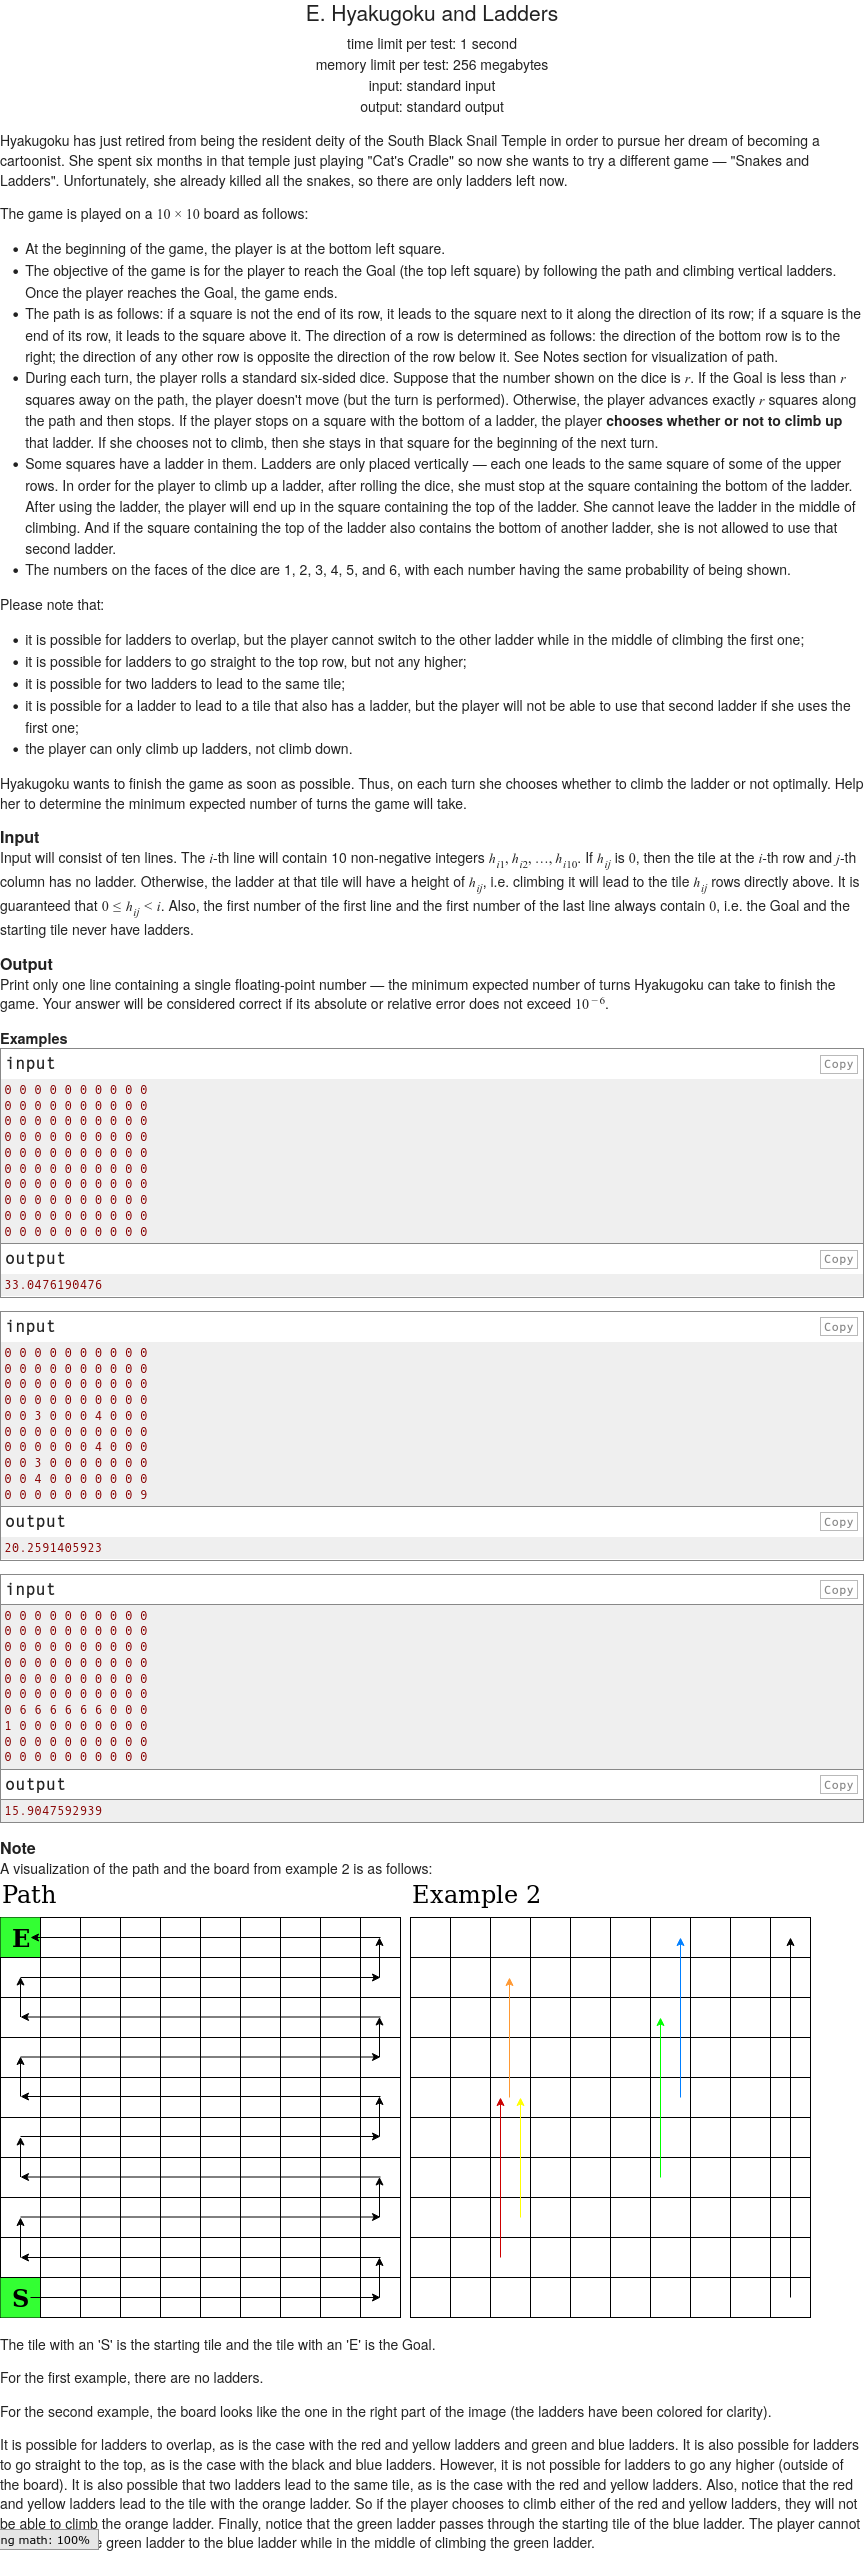 E. Hyakugoku and Ladders
time limit per test: 1 second
memory limit per test: 256 megabytes
input: standard input
output: standard output
Hyakugoku has just retired from being the resident deity of the South Black Snail Temple in order to pursue her dream of becoming a
cartoonist. She spent six months in that temple just playing "Cat's Cradle" so now she wants to try a different game — "Snakes and
Ladders". Unfortunately, she already killed all the snakes, so there are only ladders left now.
The game is played on a 10 × 10 board as follows:
• At the beginning of the game, the player is at the bottom left square.
• The objective of the game is for the player to reach the Goal (the top left square) by following the path and climbing vertical ladders.
Once the player reaches the Goal, the game ends.
• The path is as follows: if a square is not the end of its row, it leads to the square next to it along the direction of its row; if a square is the
end of its row, it leads to the square above it. The direction of a row is determined as follows: the direction of the bottom row is to the
right; the direction of any other row is opposite the direction of the row below it. See Notes section for visualization of path.
• During each turn, the player rolls a standard six-sided dice. Suppose that the number shown on the dice is r. If the Goal is less than r
squares away on the path, the player doesn't move (but the turn is performed). Otherwise, the player advances exactly r squares along
the path and then stops. If the player stops on a square with the bottom of a ladder, the player chooses whether or not to climb up
that ladder. If she chooses not to climb, then she stays in that square for the beginning of the next turn.
• Some squares have a ladder in them. Ladders are only placed vertically — each one leads to the same square of some of the upper
rows. In order for the player to climb up a ladder, after rolling the dice, she must stop at the square containing the bottom of the ladder.
After using the ladder, the player will end up in the square containing the top of the ladder. She cannot leave the ladder in the middle of
climbing. And if the square containing the top of the ladder also contains the bottom of another ladder, she is not allowed to use that
second ladder.
• The numbers on the faces of the dice are 1, 2, 3, 4, 5, and 6, with each number having the same probability of being shown.
Please note that:
• it is possible for ladders to overlap, but the player cannot switch to the other ladder while in the middle of climbing the first one;
• it is possible for ladders to go straight to the top row, but not any higher;
• it is possible for two ladders to lead to the same tile;
• it is possible for a ladder to lead to a tile that also has a ladder, but the player will not be able to use that second ladder if she uses the
first one;
• the player can only climb up ladders, not climb down.
Hyakugoku wants to finish the game as soon as possible. Thus, on each turn she chooses whether to climb the ladder or not optimally. Help
her to determine the minimum expected number of turns the game will take.
Input
Input will consist of ten lines. The i-th line will contain 10 non-negative integers h_{i1}, h_{i2}, ..., h_{i10}. If h_{ij} is 0, then the tile at the i-th row and j-th
column has no ladder. Otherwise, the ladder at that tile will have a height of h_{ij}, i.e. climbing it will lead to the tile h_{ij} rows directly above. It is
guaranteed that 0 ≤ h_{ij} < i. Also, the first number of the first line and the first number of the last line always contain 0, i.e. the Goal and the
starting tile never have ladders.
Output
Print only one line containing a single floating-point number — the minimum expected number of turns Hyakugoku can take to finish the
game. Your answer will be considered correct if its absolute or relative error does not exceed 10^{-6}.
Examples
input Copy
0 0 0 0 0 0 0 0 0 0
0 0 0 0 0 0 0 0 0 0
0 0 0 0 0 0 0 0 0 0
0 0 0 0 0 0 0 0 0 0
0 0 0 0 0 0 0 0 0 0
0 0 0 0 0 0 0 0 0 0
0 0 0 0 0 0 0 0 0 0
0 0 0 0 0 0 0 0 0 0
0 0 0 0 0 0 0 0 0 0
0 0 0 0 0 0 0 0 0 0
output Copy
33.0476190476
input Copy
0 0 0 0 0 0 0 0 0 0
0 0 0 0 0 0 0 0 0 0
0 0 0 0 0 0 0 0 0 0
0 0 0 0 0 0 0 0 0 0
0 0 3 0 0 0 4 0 0 0
0 0 0 0 0 0 0 0 0 0
0 0 0 0 0 0 4 0 0 0
0 0 3 0 0 0 0 0 0 0
0 0 4 0 0 0 0 0 0 0
0 0 0 0 0 0 0 0 0 9
output Copy
20.2591405923
input Copy
0 0 0 0 0 0 0 0 0 0
0 0 0 0 0 0 0 0 0 0
0 0 0 0 0 0 0 0 0 0
0 0 0 0 0 0 0 0 0 0
0 0 0 0 0 0 0 0 0 0
0 0 0 0 0 0 0 0 0 0
0 6 6 6 6 6 6 0 0 0
1 0 0 0 0 0 0 0 0 0
0 0 0 0 0 0 0 0 0 0
0 0 0 0 0 0 0 0 0 0
output Copy
15.9047592939
Note
A visualization of the path and the board from example 2 is as follows:
Path Example 2
E
S
The tile with an 'S' is the starting tile and the tile with an 'E' is the Goal.
For the first example, there are no ladders.
For the second example, the board looks like the one in the right part of the image (the ladders have been colored for clarity).
It is possible for ladders to overlap, as is the case with the red and yellow ladders and green and blue ladders. It is also possible for ladders
to go straight to the top, as is the case with the black and blue ladders. However, it is not possible for ladders to go any higher (outside of
the board). It is also possible that two ladders lead to the same tile, as is the case with the red and yellow ladders. Also, notice that the red
and yellow ladders lead to the tile with the orange ladder. So if the player chooses to climb either of the red and yellow ladders, they will not
be able to climb the orange ladder. Finally, notice that the green ladder passes through the starting tile of the blue ladder. The player cannot
ng math: 100% green ladder to the blue ladder while in the middle of climbing the green ladder.